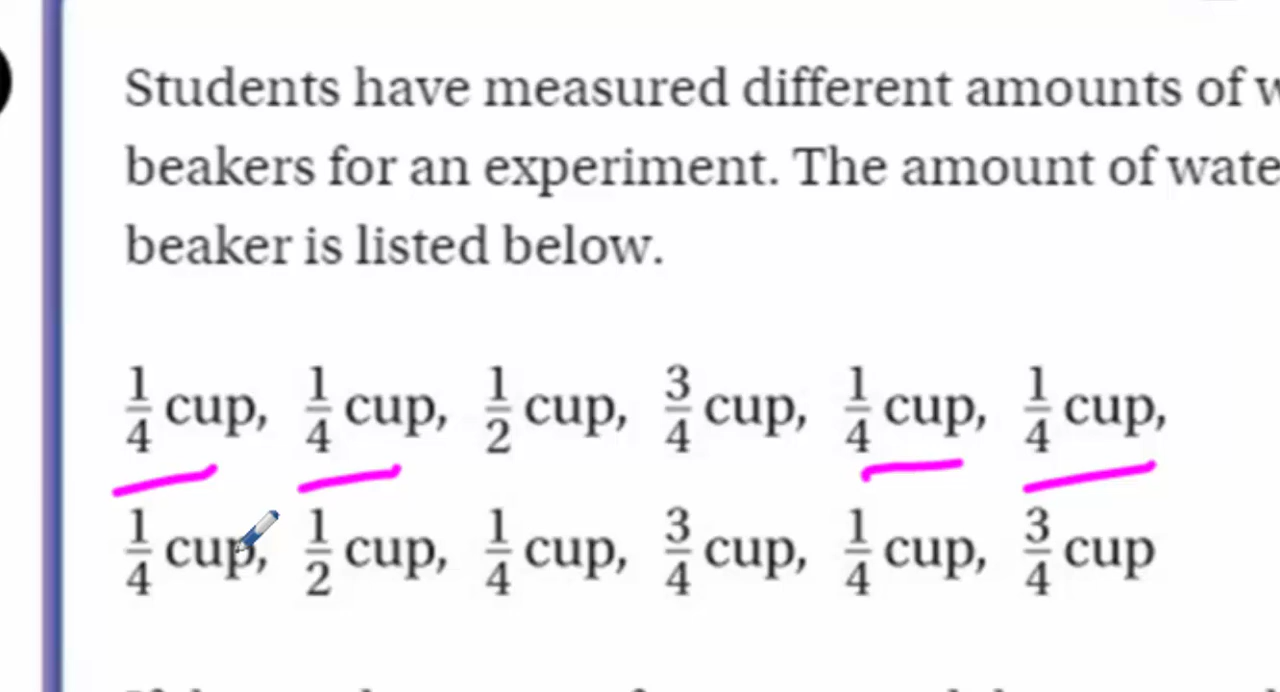 Students have measured different amounts of
beakers for an experiment. The amount of
beaker is listed below.
1/4 cup, 1/4 cup, 1/2 cup, 3/4 cup, 1/4 cup, 1/4 cup,
1/4 cup, 1/2 cup, 1/4 cup, 3/4 cup, 1/4 cup, 3/4 cup